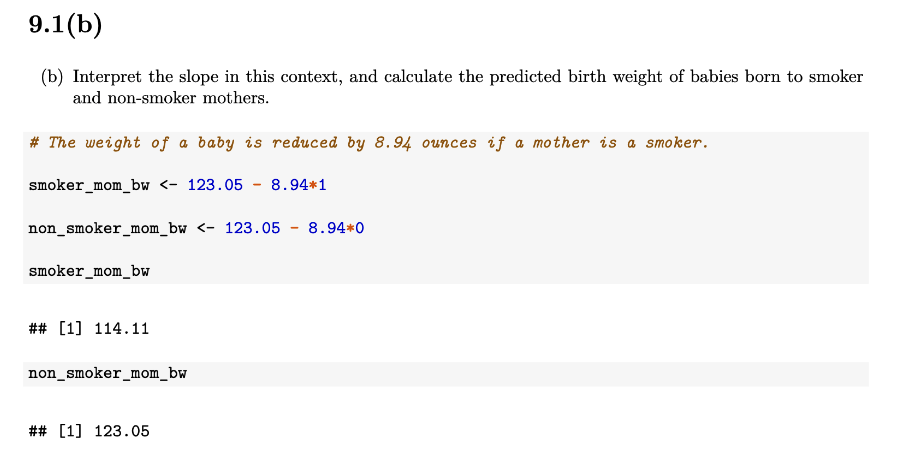 9.1(b)
(b) Interpret the slope in this context, and calculate the predicted birth weight of babies born to smoker
and non-smoker mothers.
# The weight of a baby is reduced by 8.94 ounces if a mother is a smoker.
smoker_mom_bw <- 123.05 - 8.94*1
non_smoker_mom_bw <- 123.05 - 8.94*0
smoker_mom_bw
## [1] 114.11
non_smoker_mom_bw
## [1] 123.05